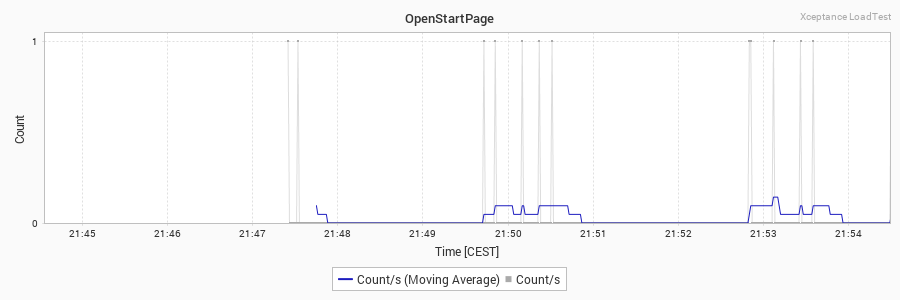 OpenStartPage
Xceptance LoadTest
Count
1
0
21:45 21:46 21:47 21:48 21:49 21:50 21:51 21:52 21:53 21:54
Time [CEST]
Count/s (Moving Average) Count/s